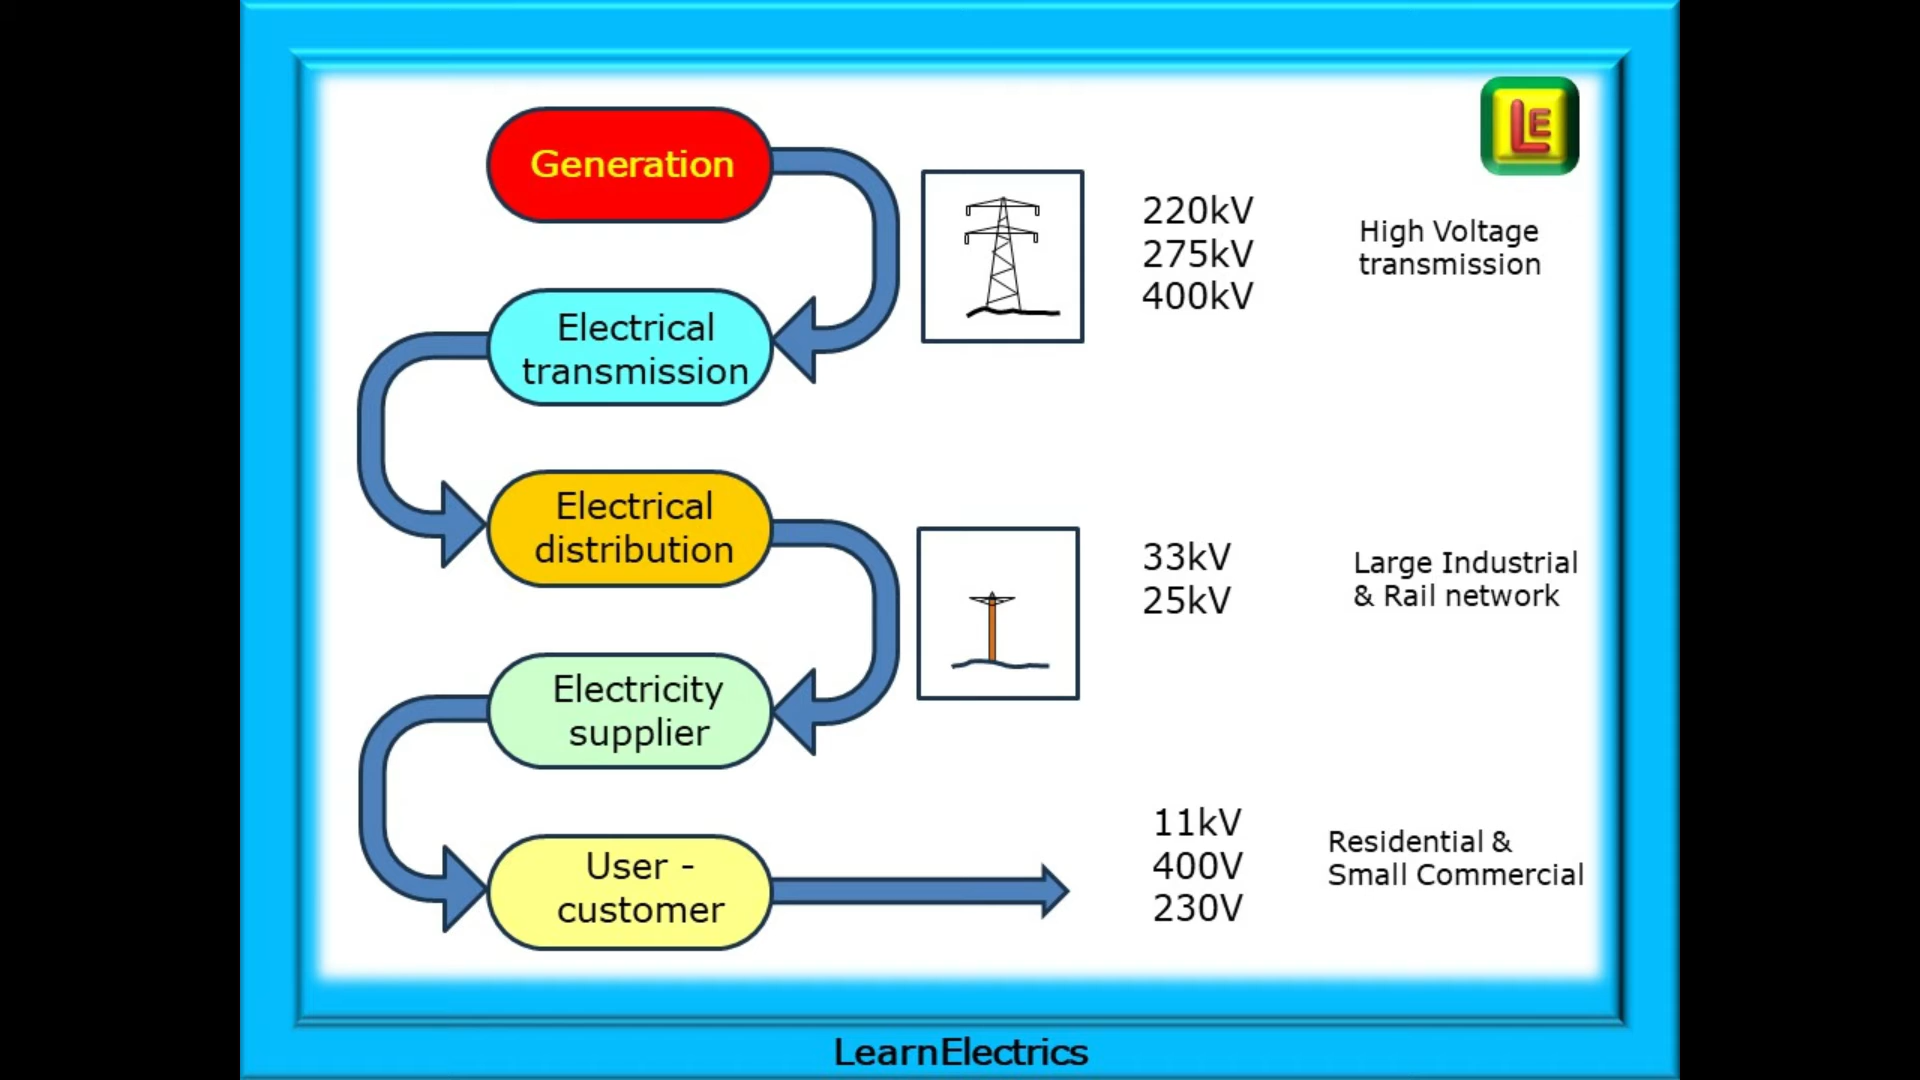 Generation
LE
220kV
275kV
400kV
High Voltage
transmission
Electrical
transmission
Electrical
distribution
33kV
25kV
Large Industrial
& Rail network
Electricity
supplier
User -
customer
11kV
400V
230V
Residential &
Small Commercial
LearnElectrics